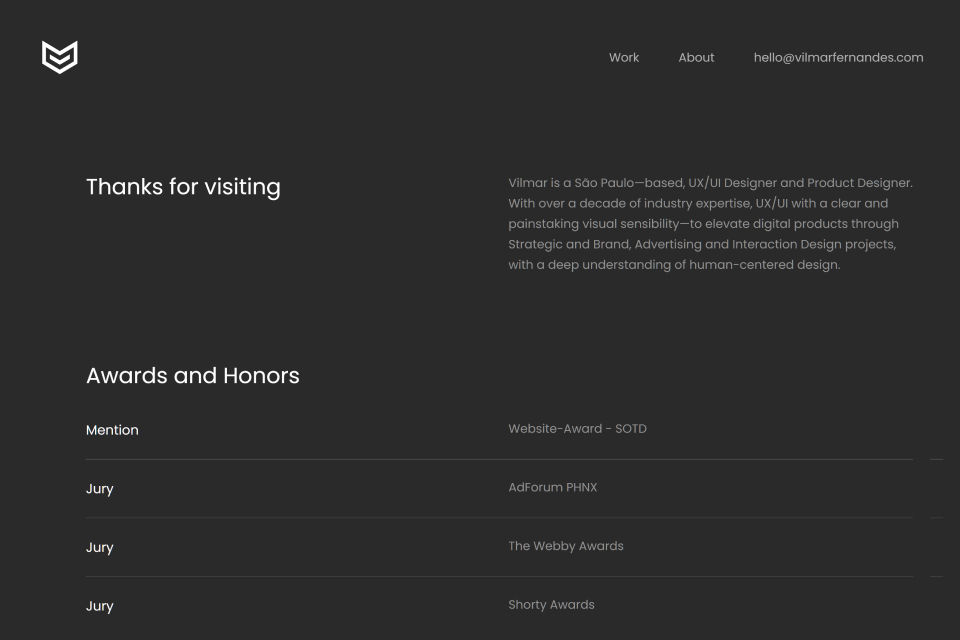 Work About hello@vilmarfernandes.com
Thanks for visiting
Vilmar is a São Paulo—based, UX/UI Designer and Product Designer.
With over a decade of industry expertise, UX/UI with a clear and
painstaking visual sensibility—to elevate digital products through
Strategic and Brand, Advertising and Interaction Design projects,
with a deep understanding of human-centered design.
Awards and Honors
Mention Website-Award - SOTD
Jury AdForum PHNX
Jury The Webby Awards
Jury Shorty Awards